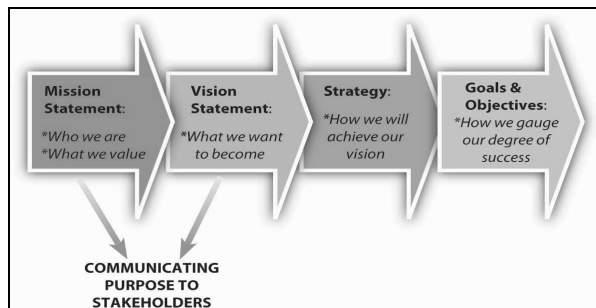 Mission
Statement:
*Who we are
*What we value
Vision
Statement:
*What we want
to become
Strategy:
*How we will
achieve our
vision
Goals &
Objectives:
*How we gauge
our degree of
success
COMMUNICATING
PURPOSE TO
STAKEHOLDERS